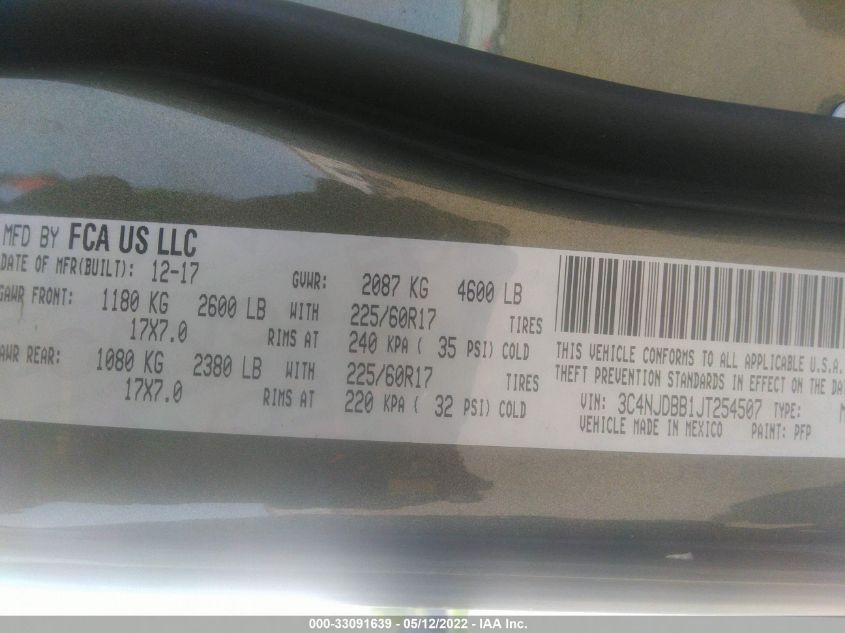 MFD BY FCA US LLC
DATE OF MFR(BUILT): 12-17 GVWR: 2087 KG 4600 LB
GAWR FRONT: 1180 KG 2600 LB WITH 225/60R17 TIRES
17X7.0 RIMS AT 240 KPA ( 35 PSI) COLD
AWR REAR: 1080 KG 2380 LB WITH 225/60R17 TIRES
17X7.0 RIMS AT 220 KPA ( 32 PSI) COLD
THIS VEHICLE CONFORMS TO ALL APPLICABLE U.S.A.
THEFT PREVENTION STANDARDS IN EFFECT ON THE DA
VIN: 3C4NJDBB1JT254507 TYPE: M
VEHICLE MADE IN MEXICO PAINT: PFP
000-33091639 - 05/12/2022 - IAA Inc.